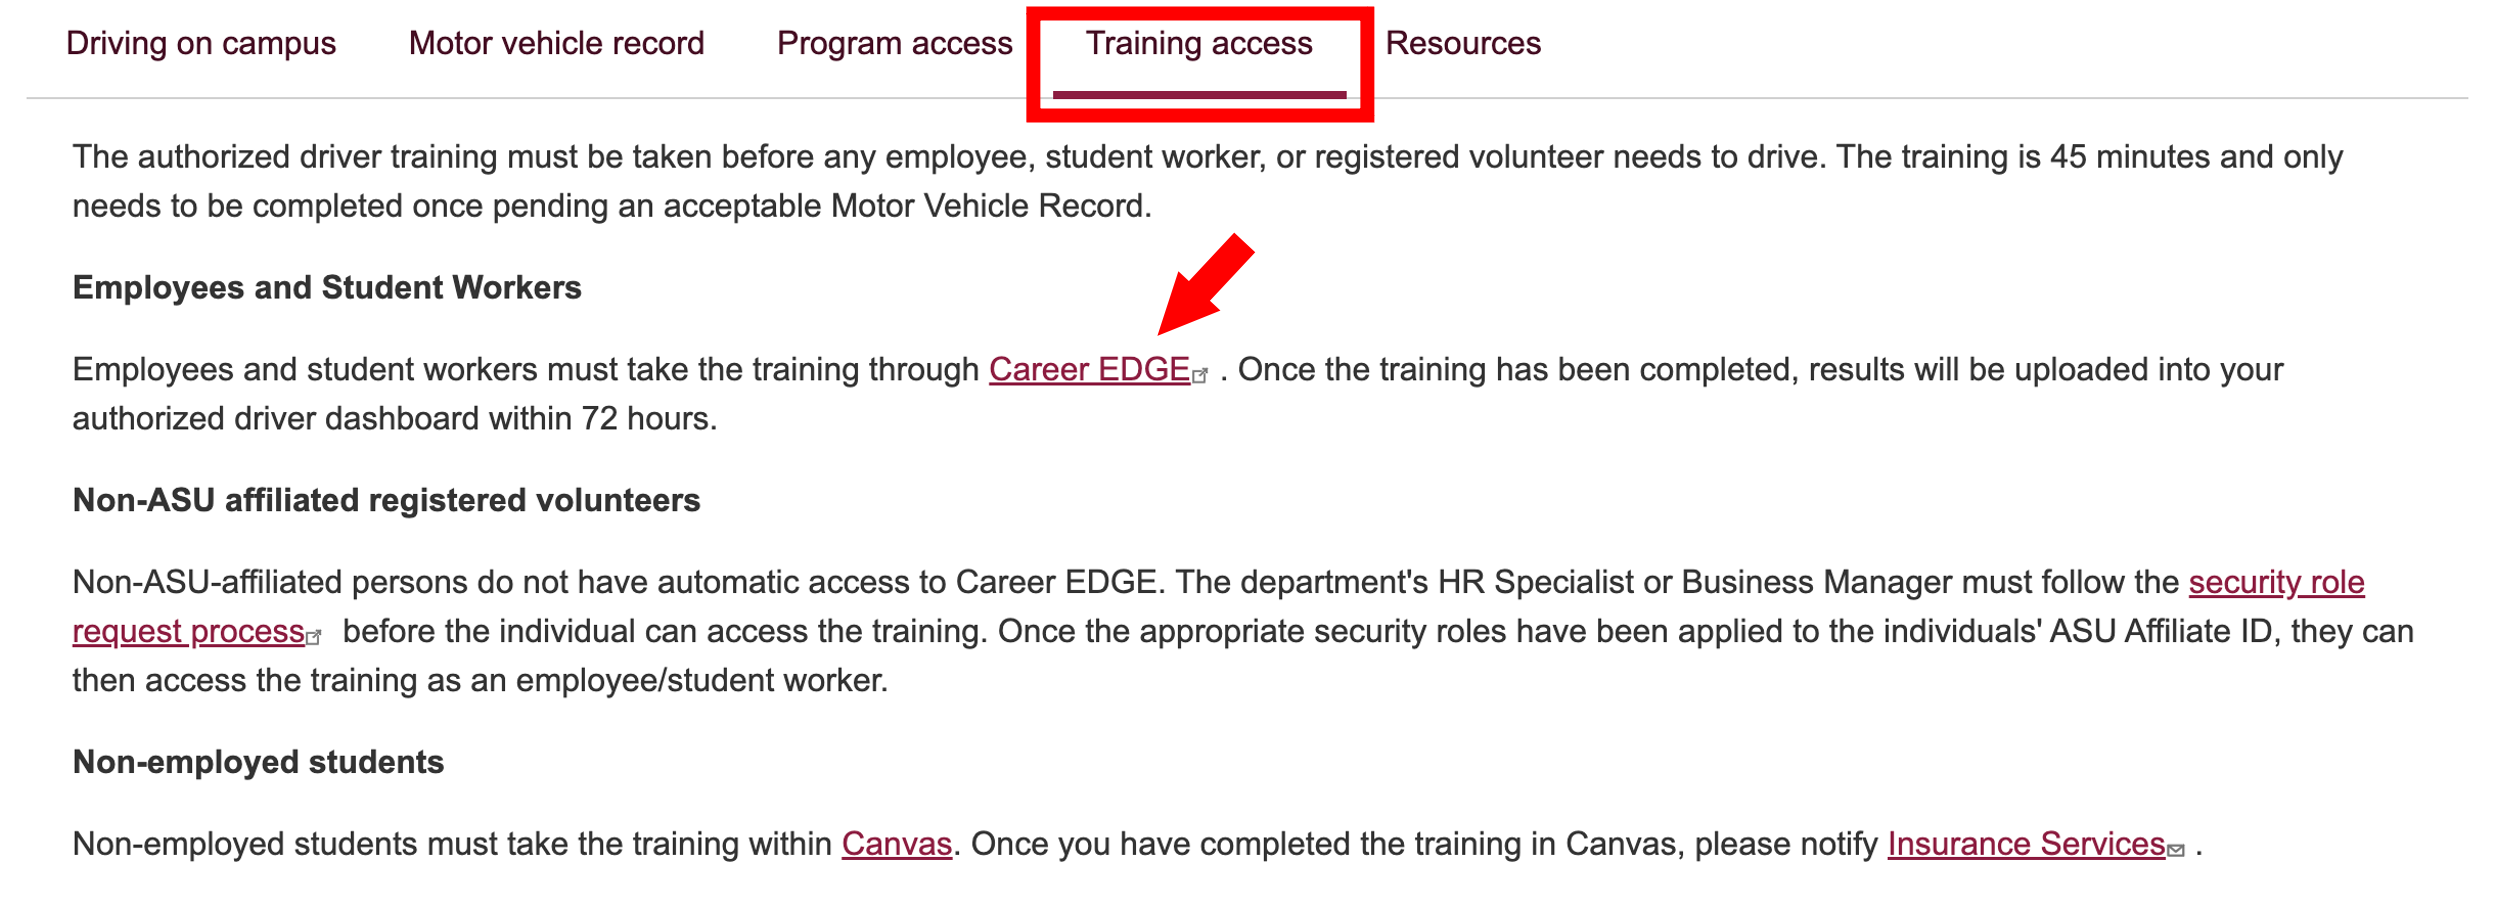 Driving on campus Motor vehicle record Program access Training access Resources
The authorized driver training must be taken before any employee, student worker, or registered volunteer needs to drive. The training is 45 minutes and only
needs to be completed once pending an acceptable Motor Vehicle Record.
Employees and Student Workers
Employees and student workers must take the training through Career EDGE . Once the training has been completed, results will be uploaded into your
authorized driver dashboard within 72 hours.
Non-ASU affiliated registered volunteers
Non-ASU-affiliated persons do not have automatic access to Career EDGE. The department's HR Specialist or Business Manager must follow the security role
request process before the individual can access the training. Once the appropriate security roles have been applied to the individuals' ASU Affiliate ID, they can
then access the training as an employee/student worker.
Non-employed students
Non-employed students must take the training within Canvas. Once you have completed the training in Canvas, please notify Insurance Services .